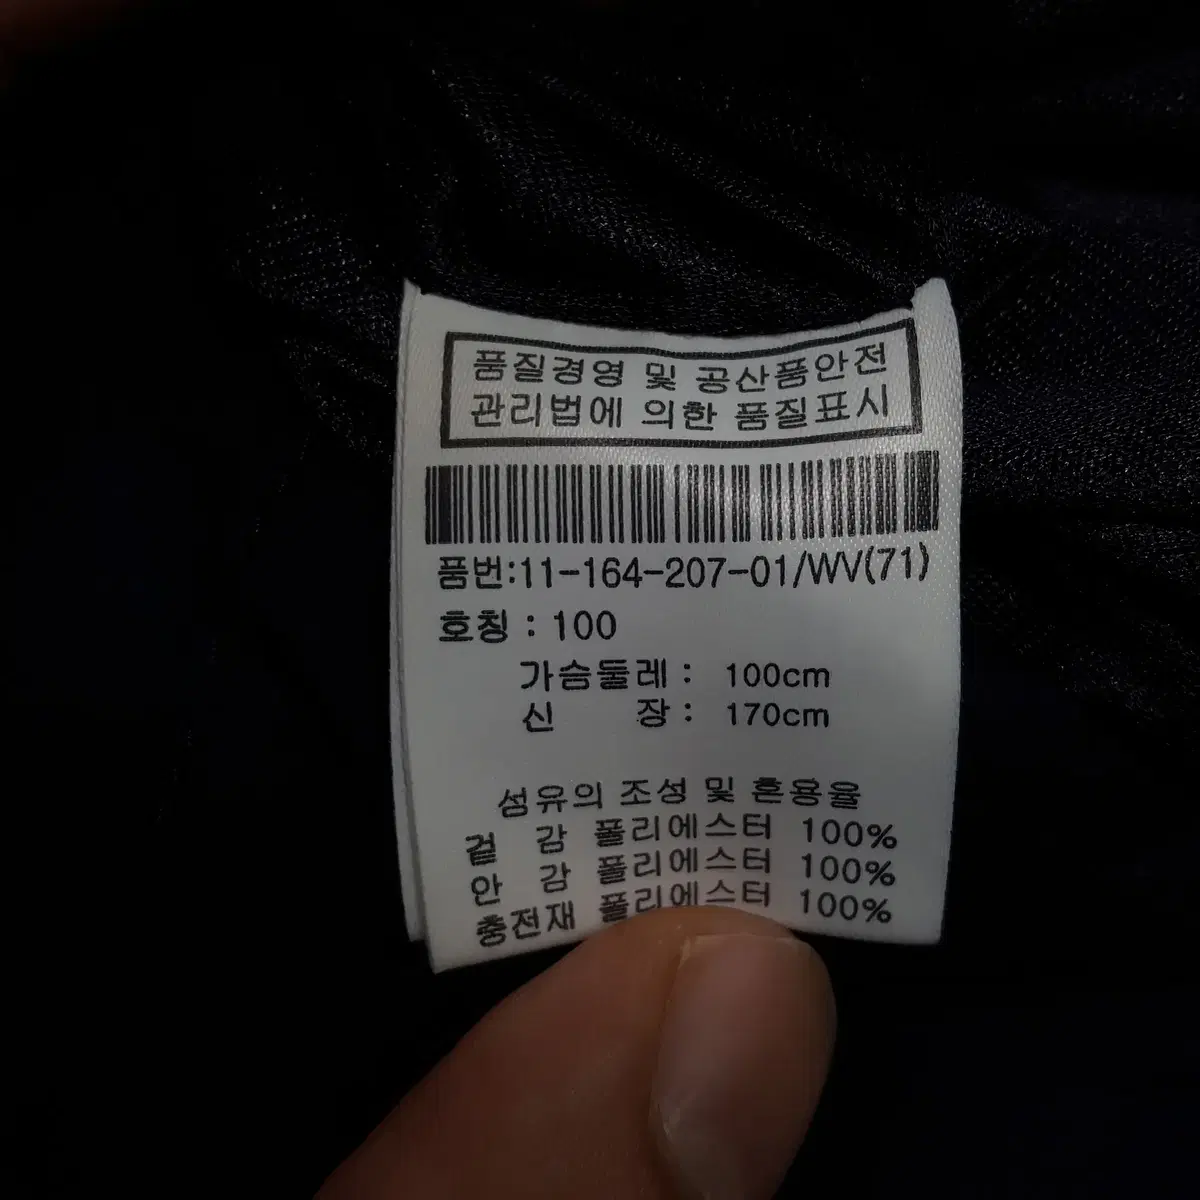 품질경영 및 공산품안전
관리법에 의한 품질표시
품번:11-164-207-01/WV(71)
호칭 : 100
가슴둘레 : 100cm
신 장 : 170cm
섬유의 조성 및 혼용율
겉 감 폴리에스터 100%
안 감 폴리에스터 100%
충전재 폴리에스터 100%